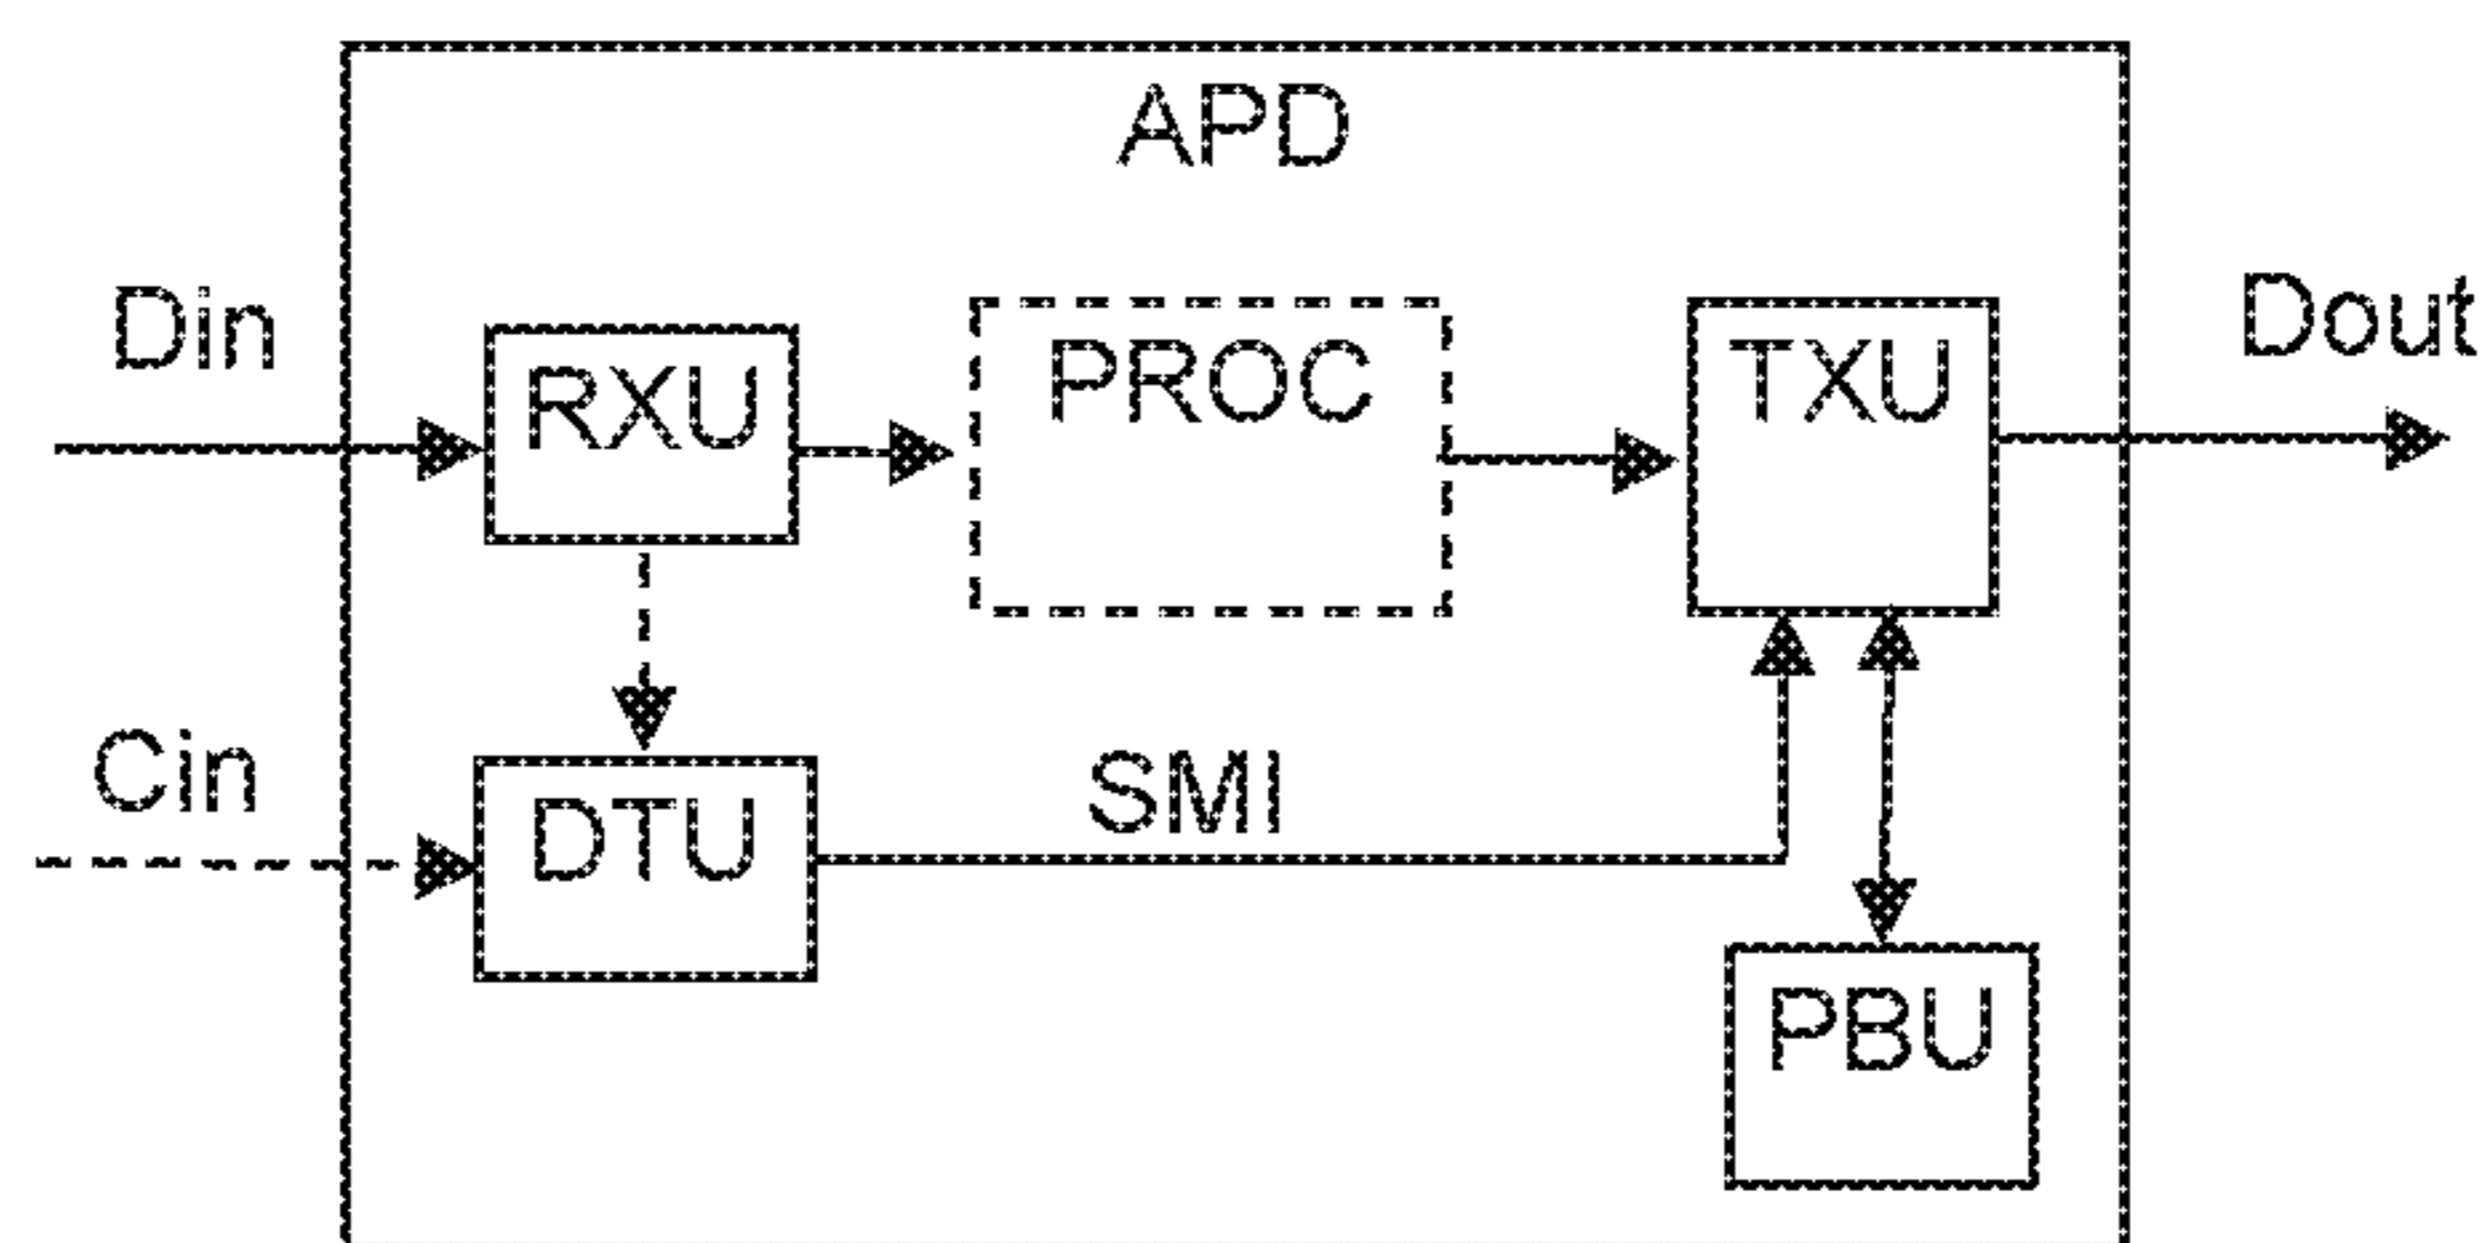 APD
Din
RXU
PROC
TXU
Dout
Cin
DTU
SMI
PBU